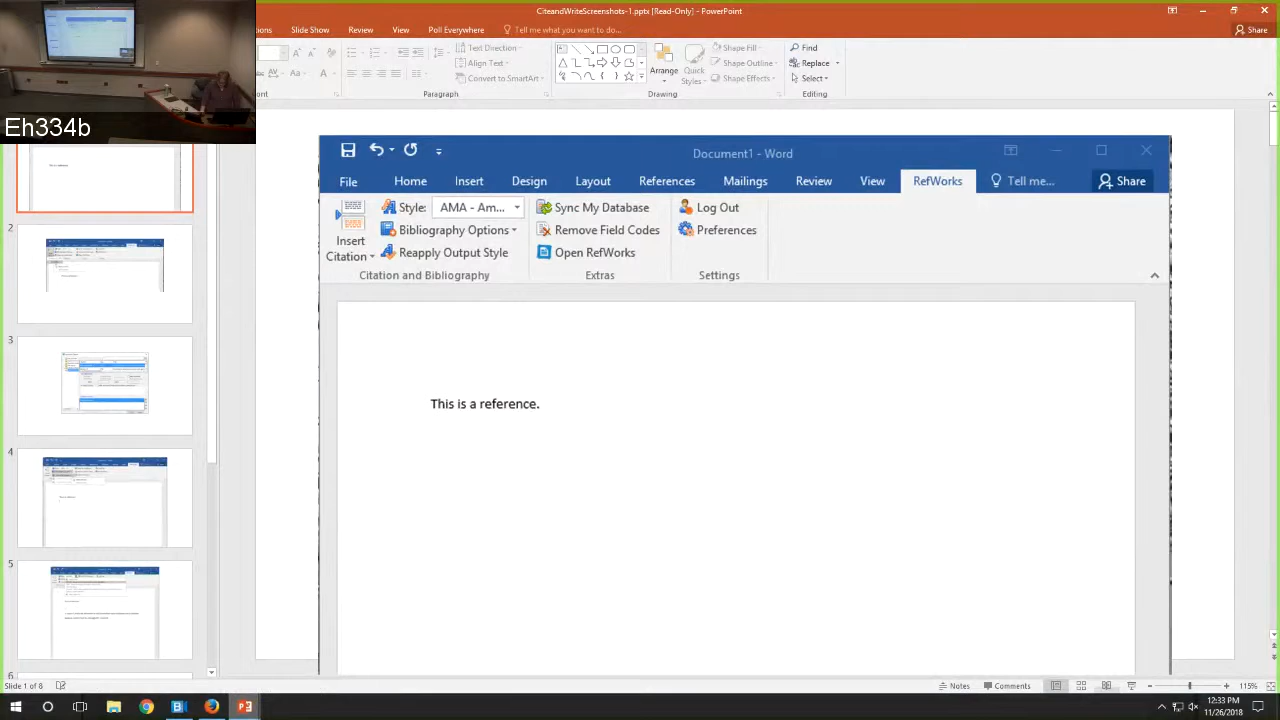 CiteandWriteScreenshots-1.pptx [Read-Only] - PowerPoint
Slide Show Review View Poll Everywhere Tell me what you want to do... Share
Text Direction
Align Text
Convert to SmartArt
Arrange
Quick Styles
Shape Fill
Shape Outline
Shape Effects
Find
Replace
Select
Paragraph Drawing Editing
Eh334b
Document1 - Word
File Home Insert Design Layout References Mailings Review View RefWorks Tell me... Share
Insert Citation
Style: AMA - Am...
Bibliography Options
Reapply Output Style
Citation and Bibliography
Sync My Database
Remove Field Codes
Open RefWorks
Extras
Log Out
Preferences
Settings
This is a reference.
2
3
4
5
Slide 1 of 8
Notes Comments 115%
12:33 PM
11/26/2018